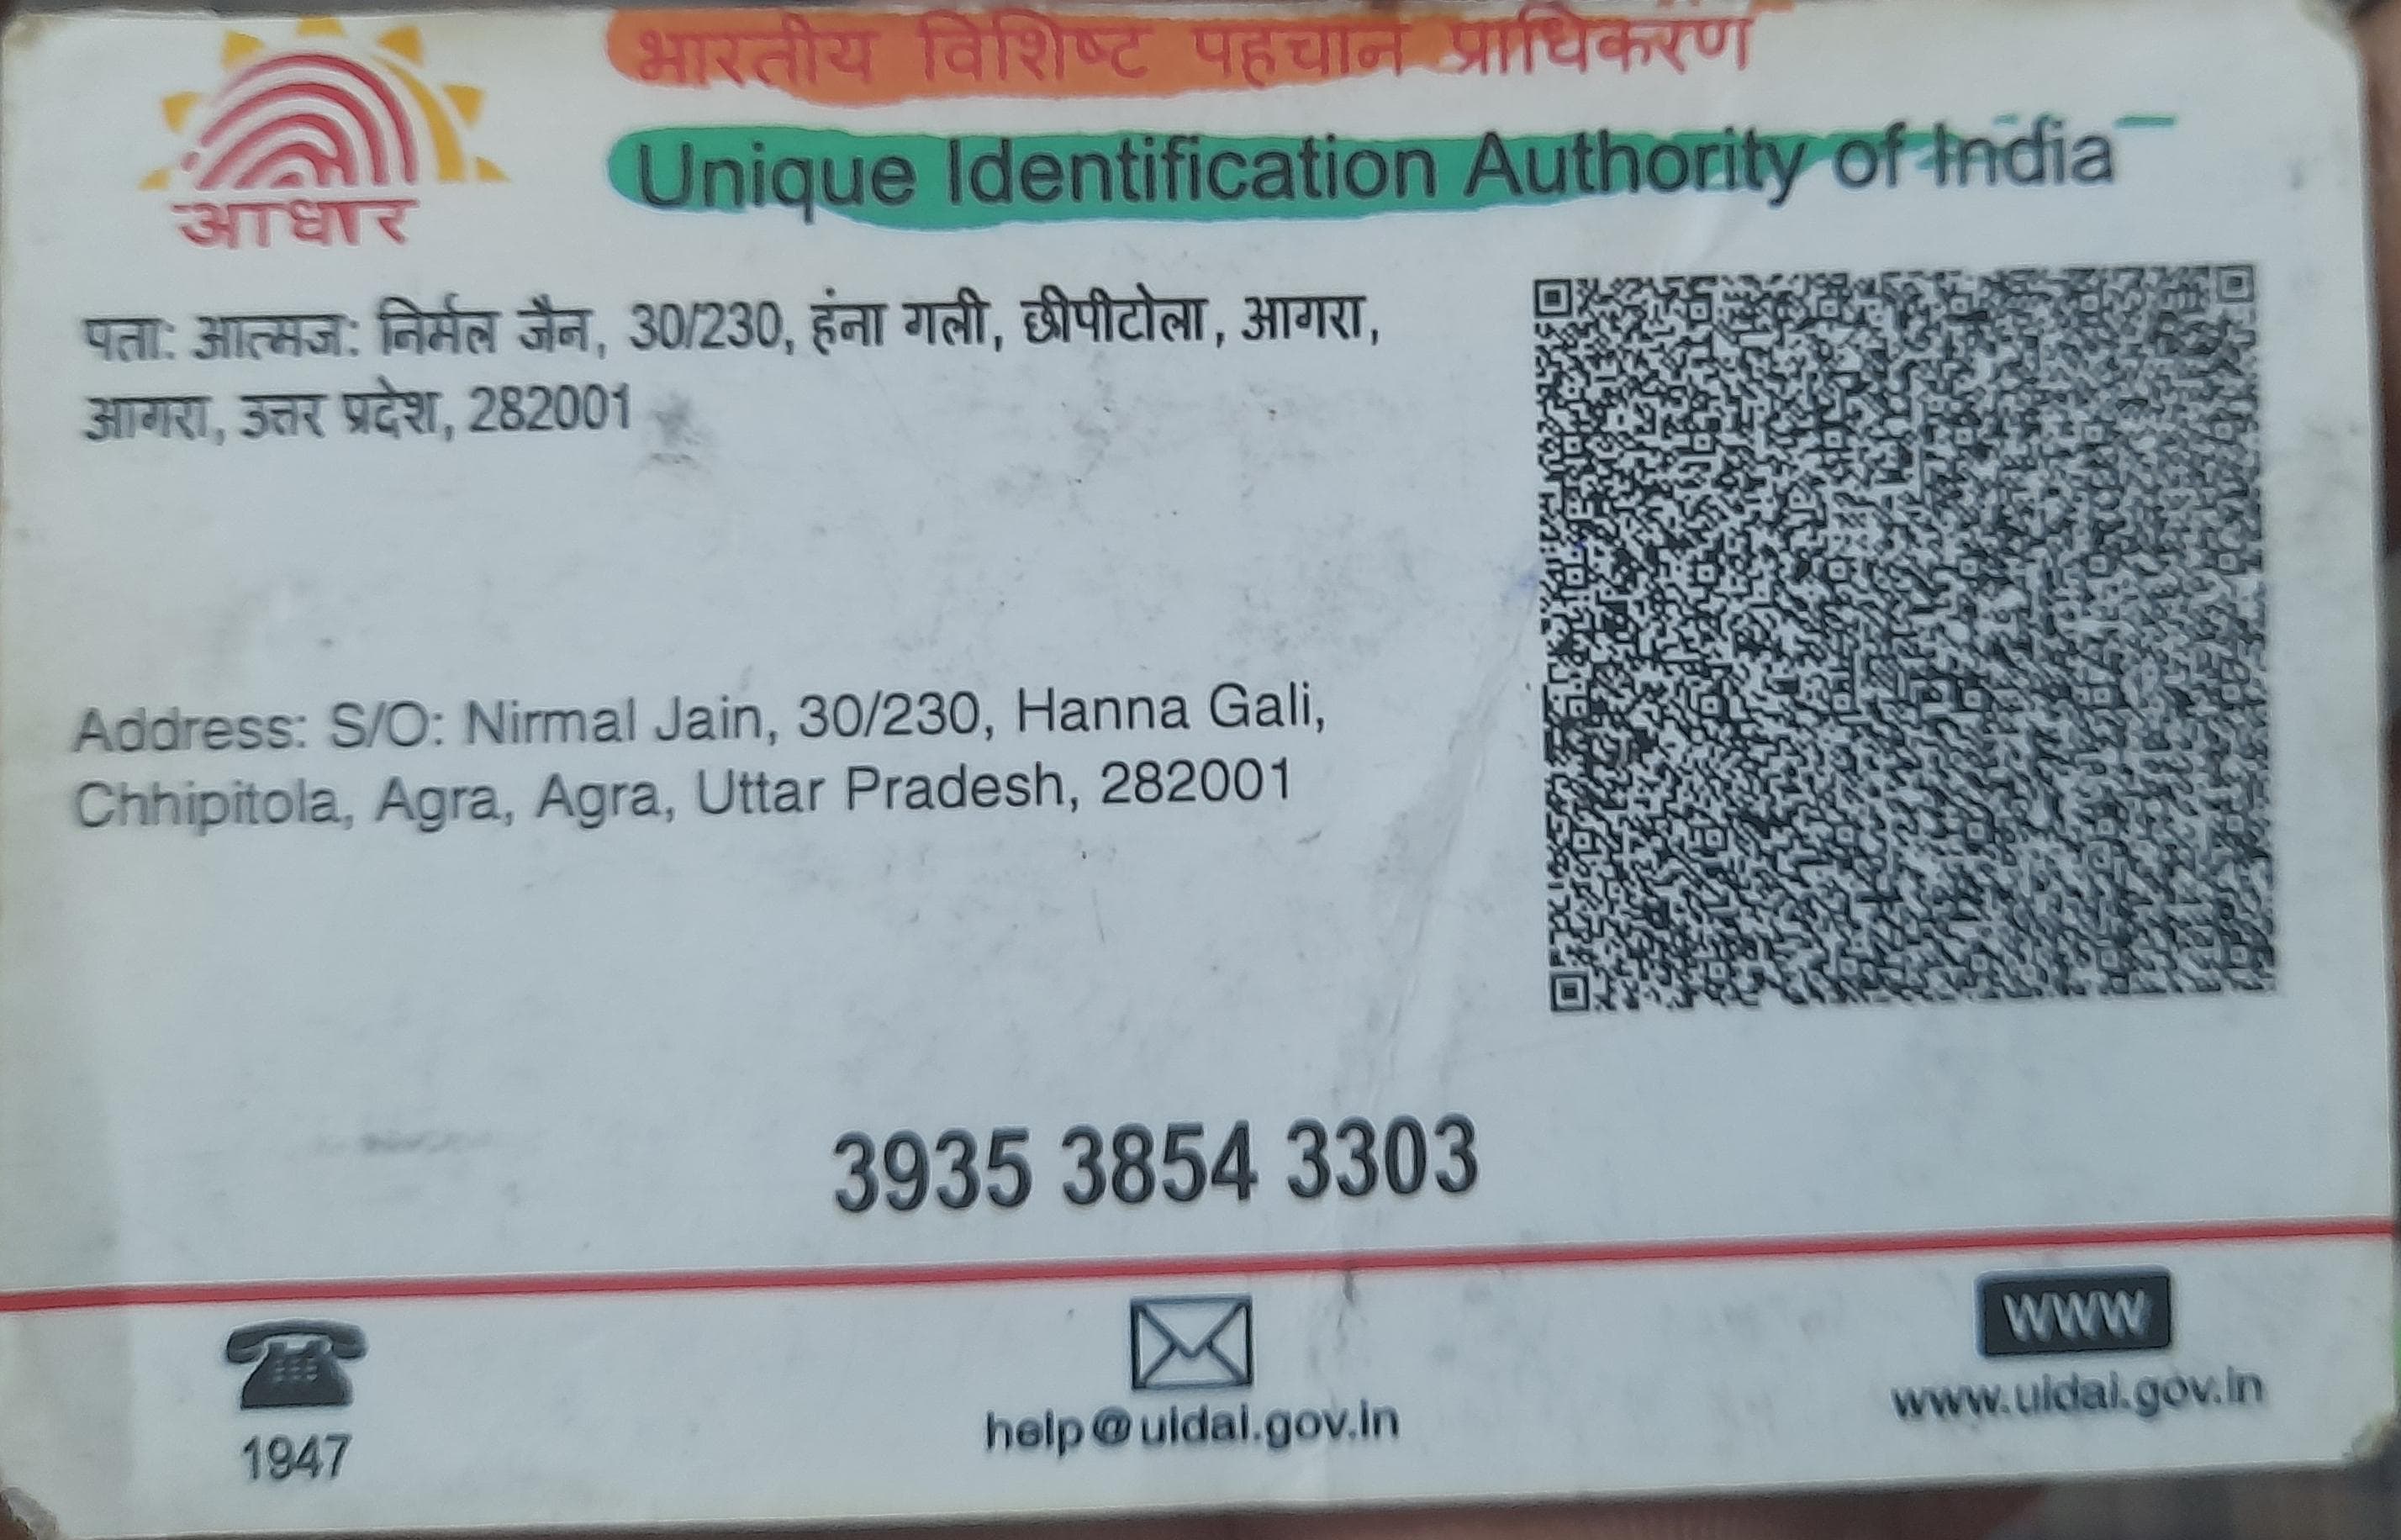 भारतीय विशिष्ट पहचान प्राधिकरण
Unique Identification Authority of India
आधार
पता: आत्मज: निर्मल जैन, 30/230, हंना गली, छीपीटोला, आगरा,
आगरा, उत्तर प्रदेश, 282001
Address: S/O: Nirmal Jain, 30/230, Hanna Gali,
Chhipitola, Agra, Agra, Uttar Pradesh, 282001
3935 3854 3303
WWW
1947
help@uidai.gov.in
www.uidai.gov.in